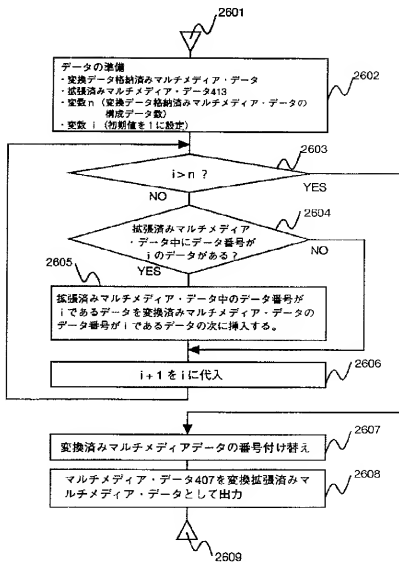 2601
データの準備
・変換データ格納済みマルチメディア・データ
・拡張済みマルチメディア・データ413
・変数 n (変換データ格納済みマルチメディア・データの
構成データ数)
・変数 i (初期値を1に設定)
2602
2603
i>n ?
YES
NO
2604
拡張済みマルチメディア
・データ中にデータ番号が
iのデータがある?
NO
2605
YES
拡張済みマルチメディア・データ中のデータ番号が
iであるデータを変換済みマルチメディア・データの
データ番号がiであるデータの次に挿入する。
i+1をiに代入
2606
2607
変換済みマルチメディアデータの番号付け替え
2608
マルチメディア・データ407を変換拡張済みマ
ルチメディア・データとして出力
2609